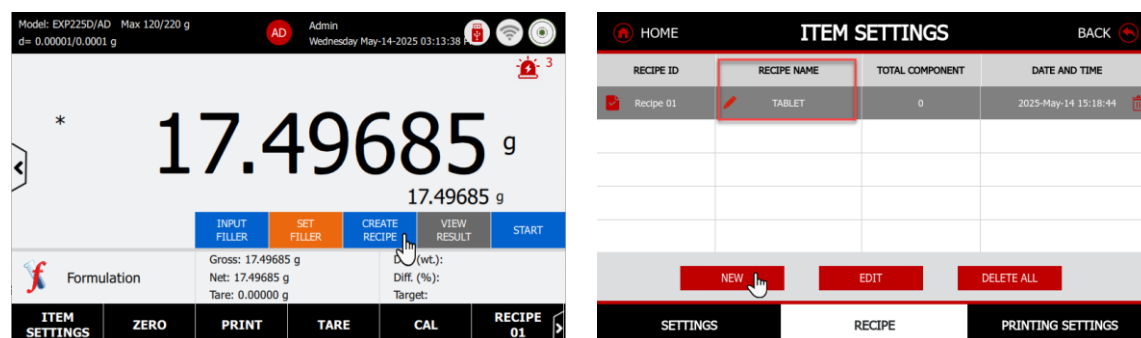 Model: EXP225D/AD Max 120/220 g
d= 0.00001/0.0001 g
AD
Admin
Wednesday May-14-2025 03:13:38
3
*
17.49685 g
17.49685 g
INPUT FILLER
SET FILLER
CREATE RECIPE
VIEW RESULT
START
Formulation
Gross: 17.49685 g
Net: 17.49685 g
Tare: 0.00000 g
(wt.):
Diff. (%):
Target:
ITEM SETTINGS
ZERO
PRINT
TARE
CAL
RECIPE 01
HOME
ITEM SETTINGS
BACK
RECIPE ID
RECIPE NAME
TOTAL COMPONENT
DATE AND TIME
Recipe 01
TABLET
0
2025-May-14 15:18:44
NEW
EDIT
DELETE ALL
SETTINGS
RECIPE
PRINTING SETTINGS